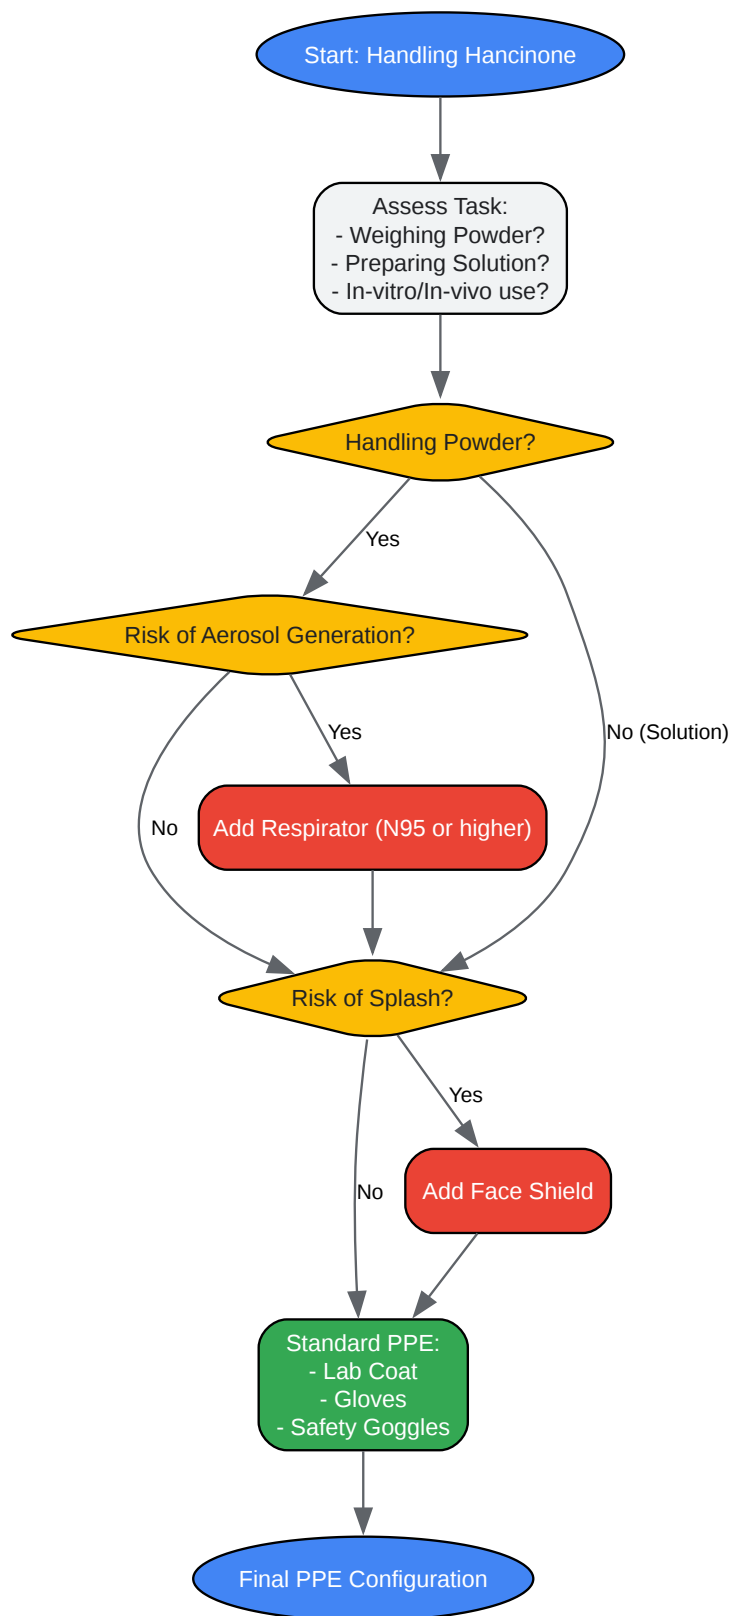 Start: Handling Hancinone
Assess Task:
- Weighing Powder?
- Preparing Solution?
- In-vitro/In-vivo use?
Handling Powder?
Yes
Risk of Aerosol Generation?
Yes
No (Solution)
No
Add Respirator (N95 or higher)
Risk of Splash?
Yes
No
Add Face Shield
Standard PPE:
- Lab Coat
- Gloves
- Safety Goggles
Final PPE Configuration